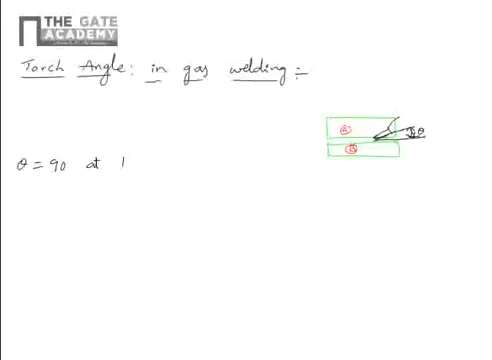 THE GATE
ACADEMY
Torch Angle: in gas welding :-
A
θ
B
θ = 90 at 1